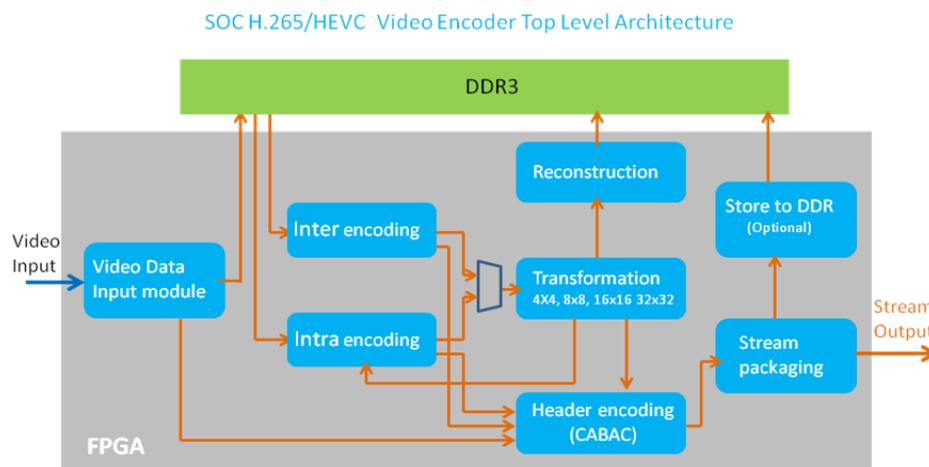 SOC H.265/HEVC Video Encoder Top Level Architecture
DDR3
Reconstruction
Store to DDR
(Optional)
Video
Input
Inter encoding
Video Data
Input module
Transformation
4X4, 8x8, 16x16 32x32
Stream
Output
Intra encoding
Stream
packaging
Header encoding
(CABAC)
FPGA